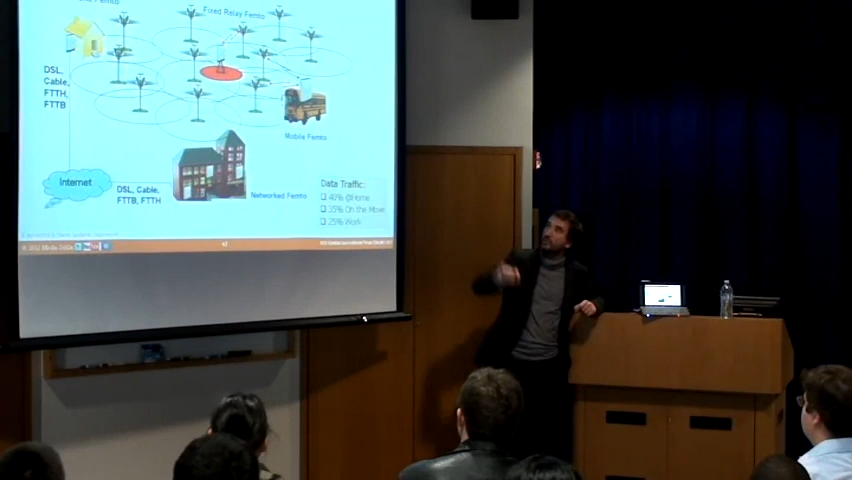 Femto
Fixed Relay Femto
DSL,
Cable,
FTTH,
FTTB
Mobile Femto
Internet
DSL, Cable,
FTTB, FTTH
Networked Femto
Data Traffic:
40% @Home
35% On the Move
25% Work